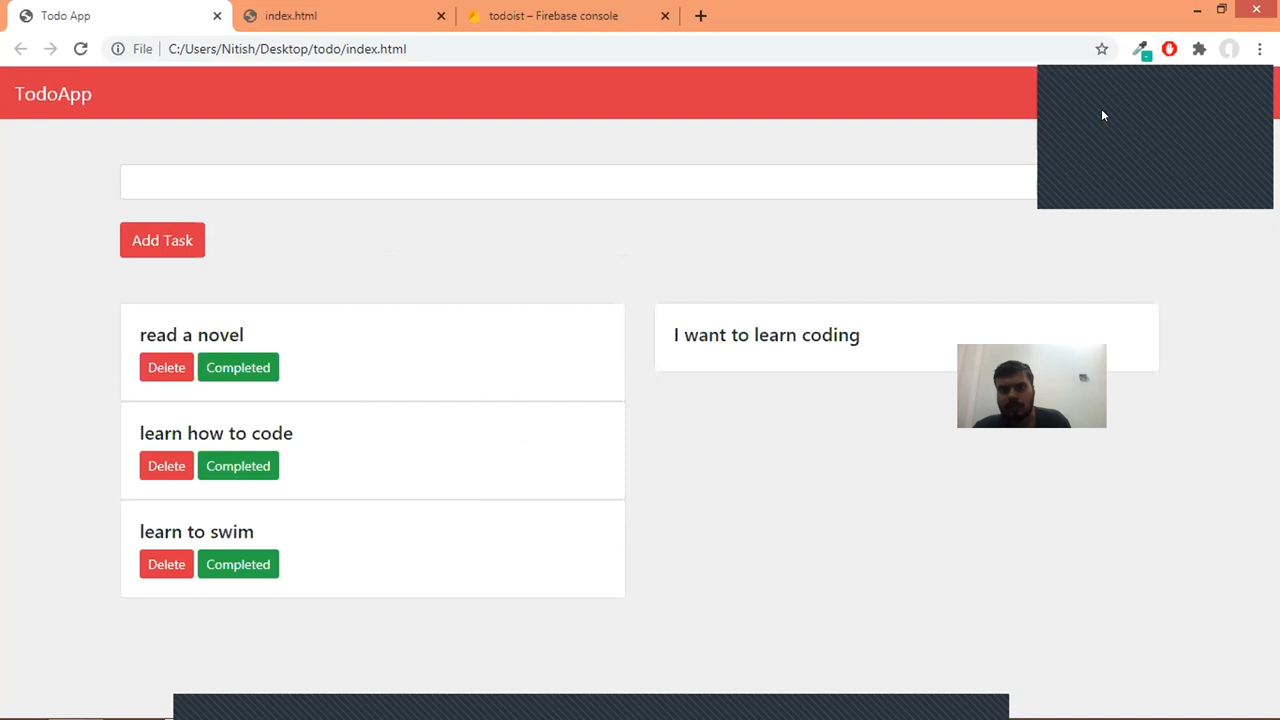 Todo App
index.html
todoist – Firebase console
File
C:/Users/Nitish/Desktop/todo/index.html
TodoApp
Add Task
read a novel
Delete Completed
learn how to code
Delete Completed
learn to swim
Delete Completed
I want to learn coding